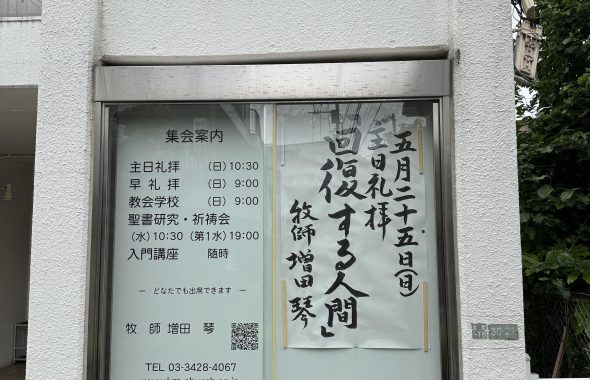 集会案内
主日礼拝 (日)10:30
早礼拝 (日) 9:00
教会学校 (日) 9:00
聖書研究・祈祷会
(水)10:30 (第1水)19:00
入門講座 随時
― どなたでも出席できます ―
牧師 増田 琴
TEL 03-3428-4067
五月二十五日(日)
主日礼拝
回復する人間」
牧師 増田 琴